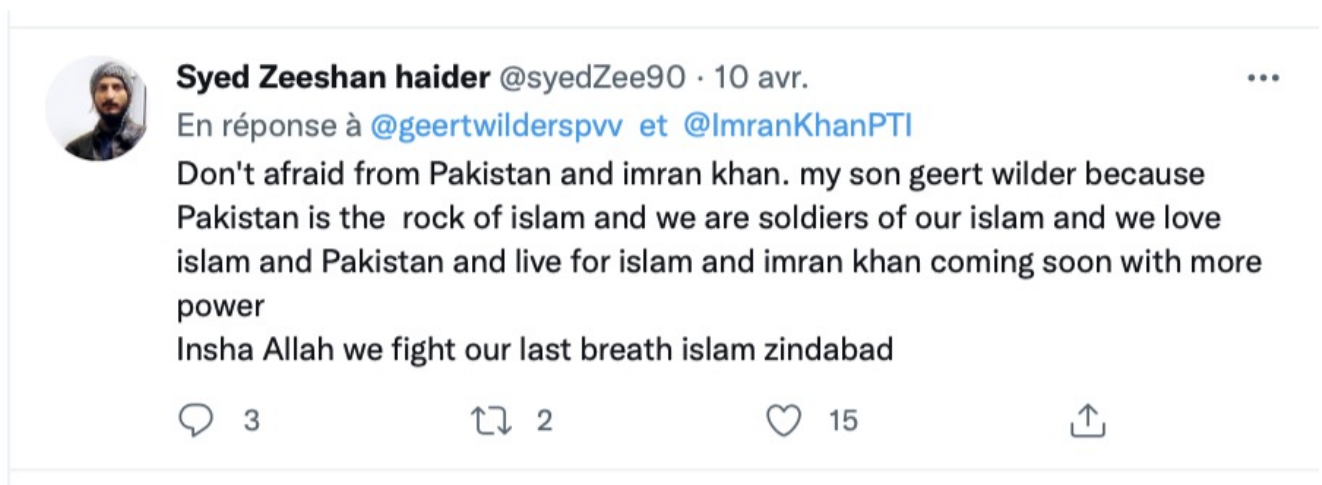 Syed Zeeshan haider @syedZee90 · 10 avr.
En réponse à @geertwilderspvv et @ImranKhanPTI
Don't afraid from Pakistan and imran khan. my son geert wilder because
Pakistan is the  rock of islam and we are soldiers of our islam and we love
islam and Pakistan and live for islam and imran khan coming soon with more
power
Insha Allah we fight our last breath islam zindabad
3 2 15